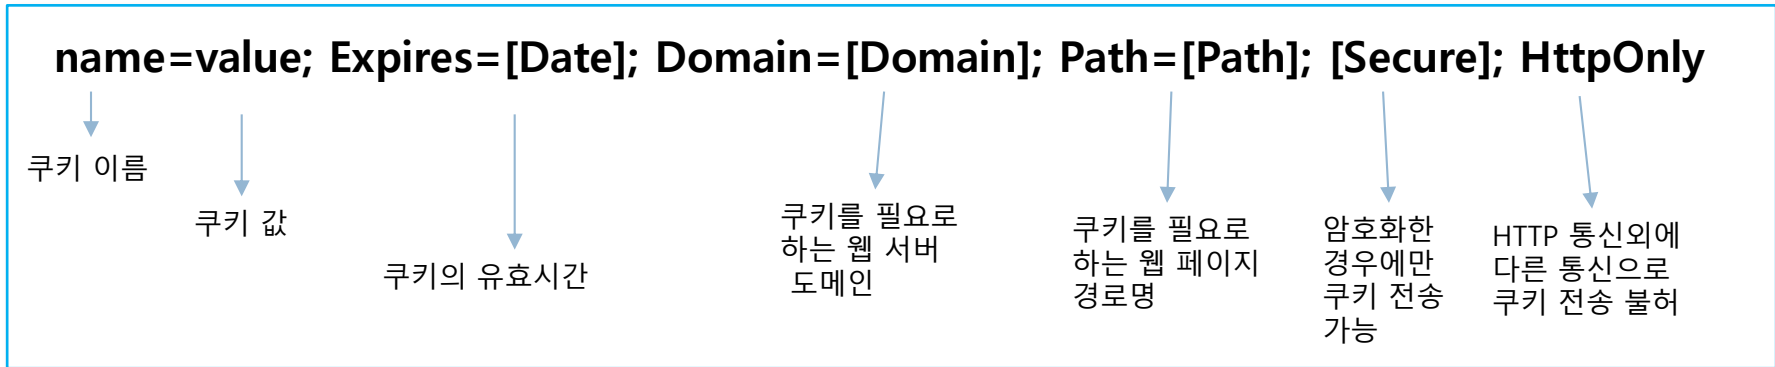 name=value; Expires=[Date]; Domain=[Domain]; Path=[Path]; [Secure]; HttpOnly
쿠키 이름
쿠키 값
쿠키의 유효시간
쿠키를 필요로
하는 웹 서버
도메인
쿠키를 필요로
하는 웹 페이지
경로명
암호화한
경우에만
쿠키 전송
가능
HTTP 통신외에
다른 통신으로
쿠키 전송 불허